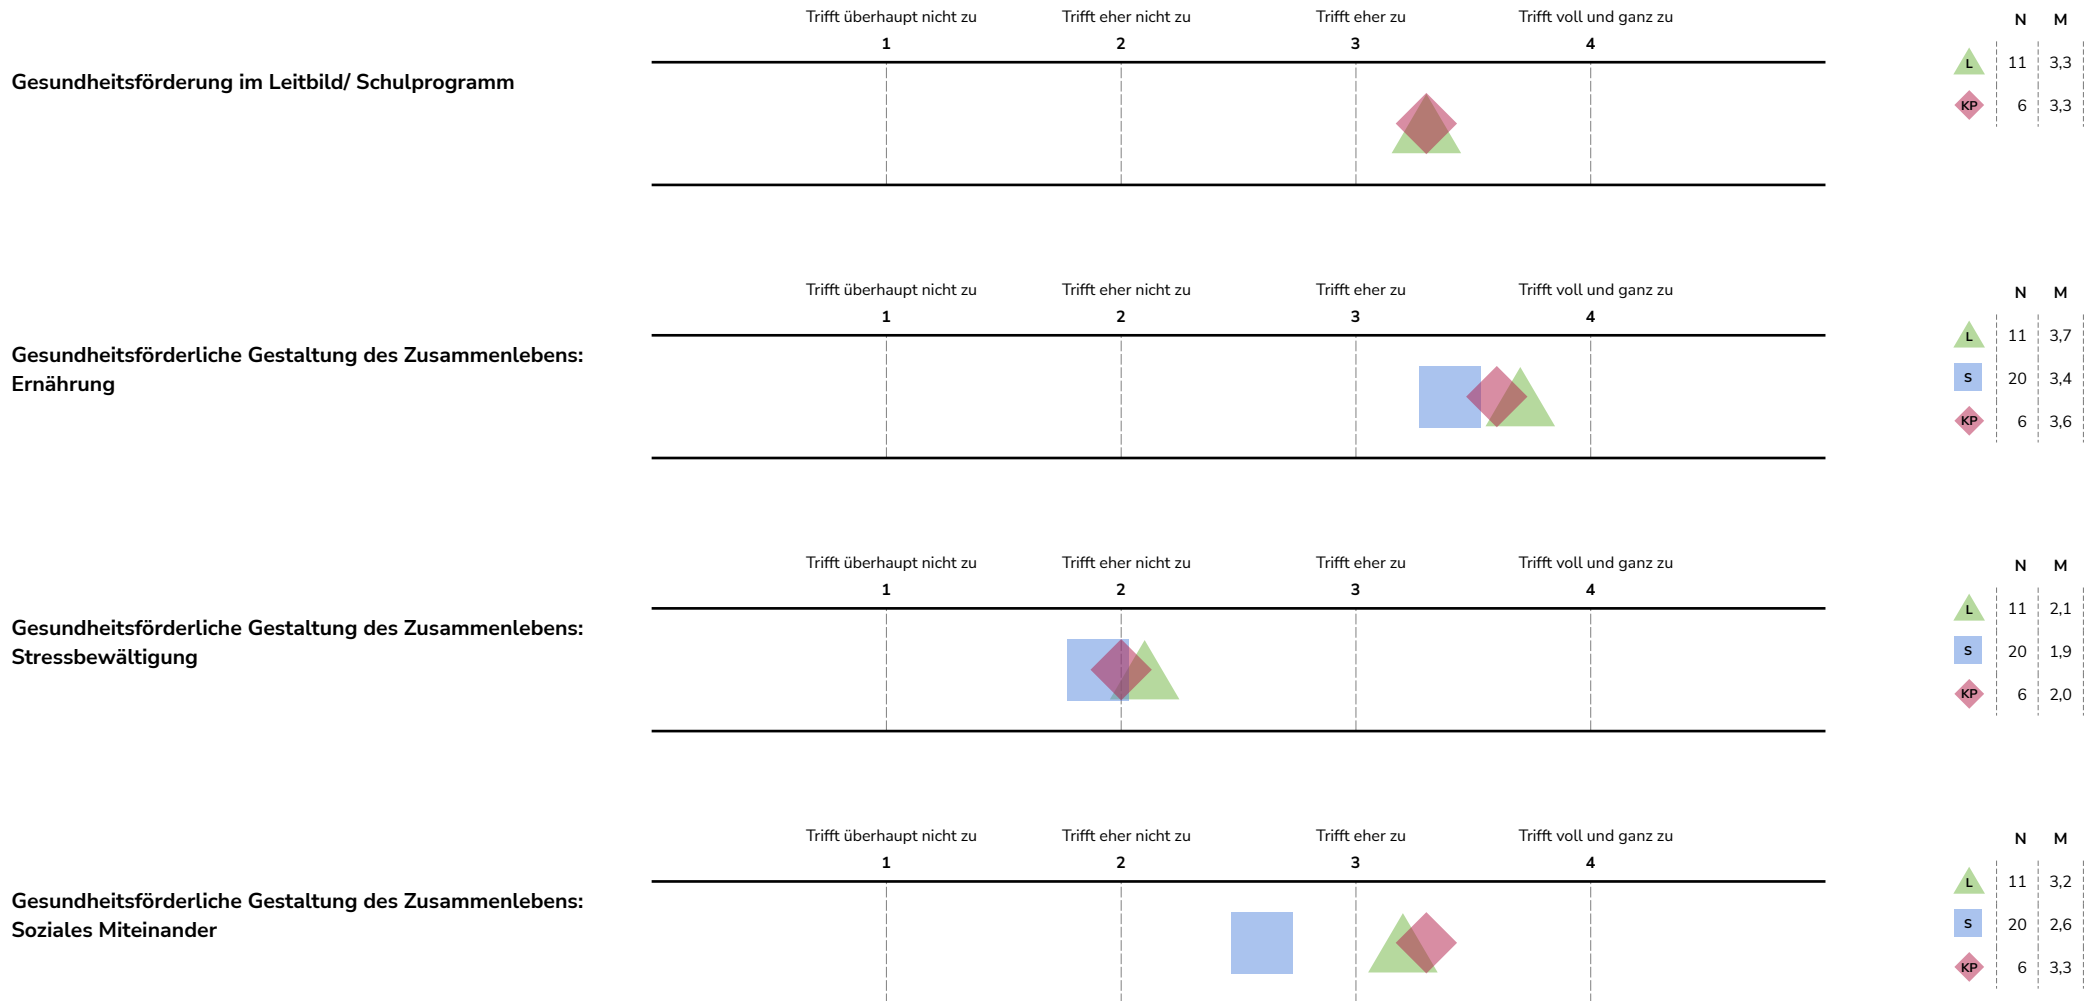 Trifft überhaupt nicht zu Trifft eher nicht zu Trifft eher zu Trifft voll und ganz zu N M
1 2 3 4
Gesundheitsförderung im Leitbild/ Schulprogramm
L 11 3,3
KP 6 3,3
Trifft überhaupt nicht zu Trifft eher nicht zu Trifft eher zu Trifft voll und ganz zu N M
1 2 3 4
Gesundheitsförderliche Gestaltung des Zusammenlebens:
Ernährung
L 11 3,7
S 20 3,4
KP 6 3,6
Trifft überhaupt nicht zu Trifft eher nicht zu Trifft eher zu Trifft voll und ganz zu N M
1 2 3 4
Gesundheitsförderliche Gestaltung des Zusammenlebens:
Stressbewältigung
L 11 2,1
S 20 1,9
KP 6 2,0
Trifft überhaupt nicht zu Trifft eher nicht zu Trifft eher zu Trifft voll und ganz zu N M
1 2 3 4
Gesundheitsförderliche Gestaltung des Zusammenlebens:
Soziales Miteinander
L 11 3,2
S 20 2,6
KP 6 3,3